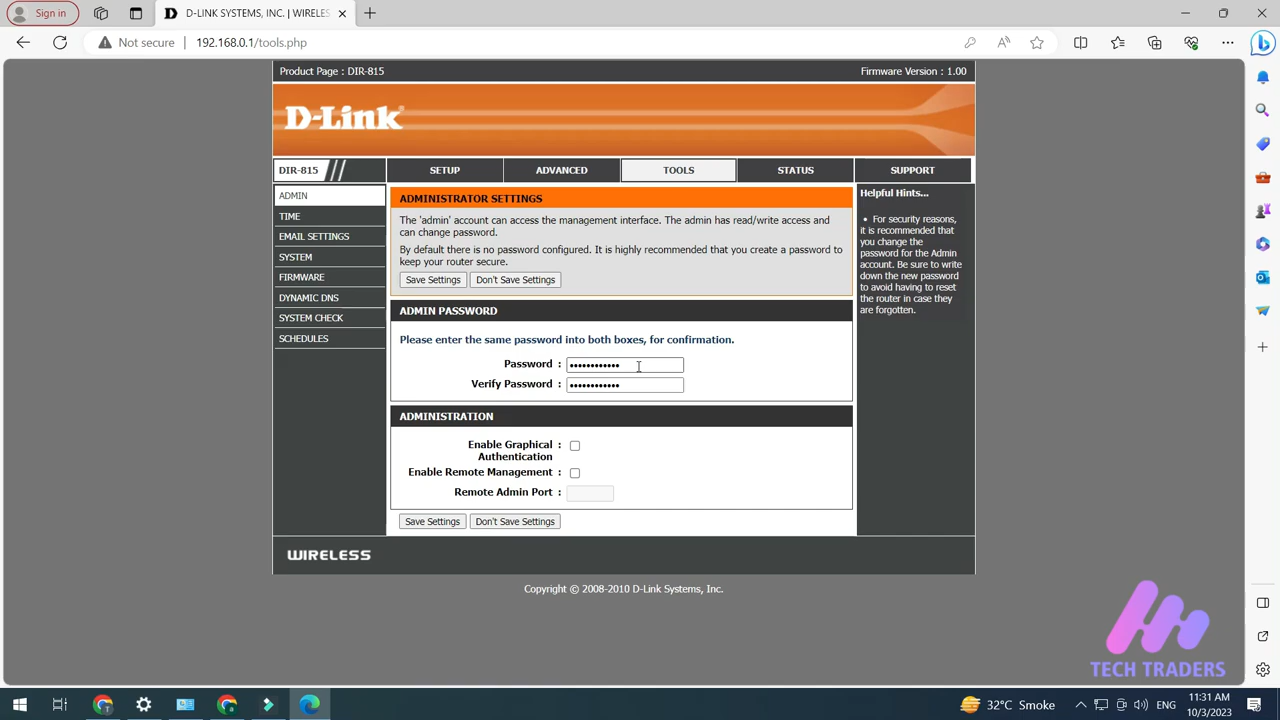 Sign in
D-LINK SYSTEMS, INC. | WIRELES
Not secure
192.168.0.1/tools.php
Product Page : DIR-815
Firmware Version : 1.00
D-Link
DIR-815
SETUP
ADVANCED
TOOLS
STATUS
SUPPORT
ADMIN
TIME
EMAIL SETTINGS
SYSTEM
FIRMWARE
DYNAMIC DNS
SYSTEM CHECK
SCHEDULES
ADMINISTRATOR SETTINGS
The 'admin' account can access the management interface. The admin has read/write access and
can change password.
By default there is no password configured. It is highly recommended that you create a password to
keep your router secure.
Save Settings
Don't Save Settings
ADMIN PASSWORD
Please enter the same password into both boxes, for confirmation.
Password :
Verify Password :
ADMINISTRATION
Enable Graphical
Authentication :
Enable Remote Management :
Remote Admin Port :
Save Settings
Don't Save Settings
Helpful Hints...
• For security reasons,
it is recommended that
you change the
password for the Admin
account. Be sure to write
down the new password
to avoid having to reset
the router in case they
are forgotten.
WIRELESS
Copyright © 2008-2010 D-Link Systems, Inc.
TECH TRADERS
32°C Smoke
ENG
11:31 AM
10/3/2023